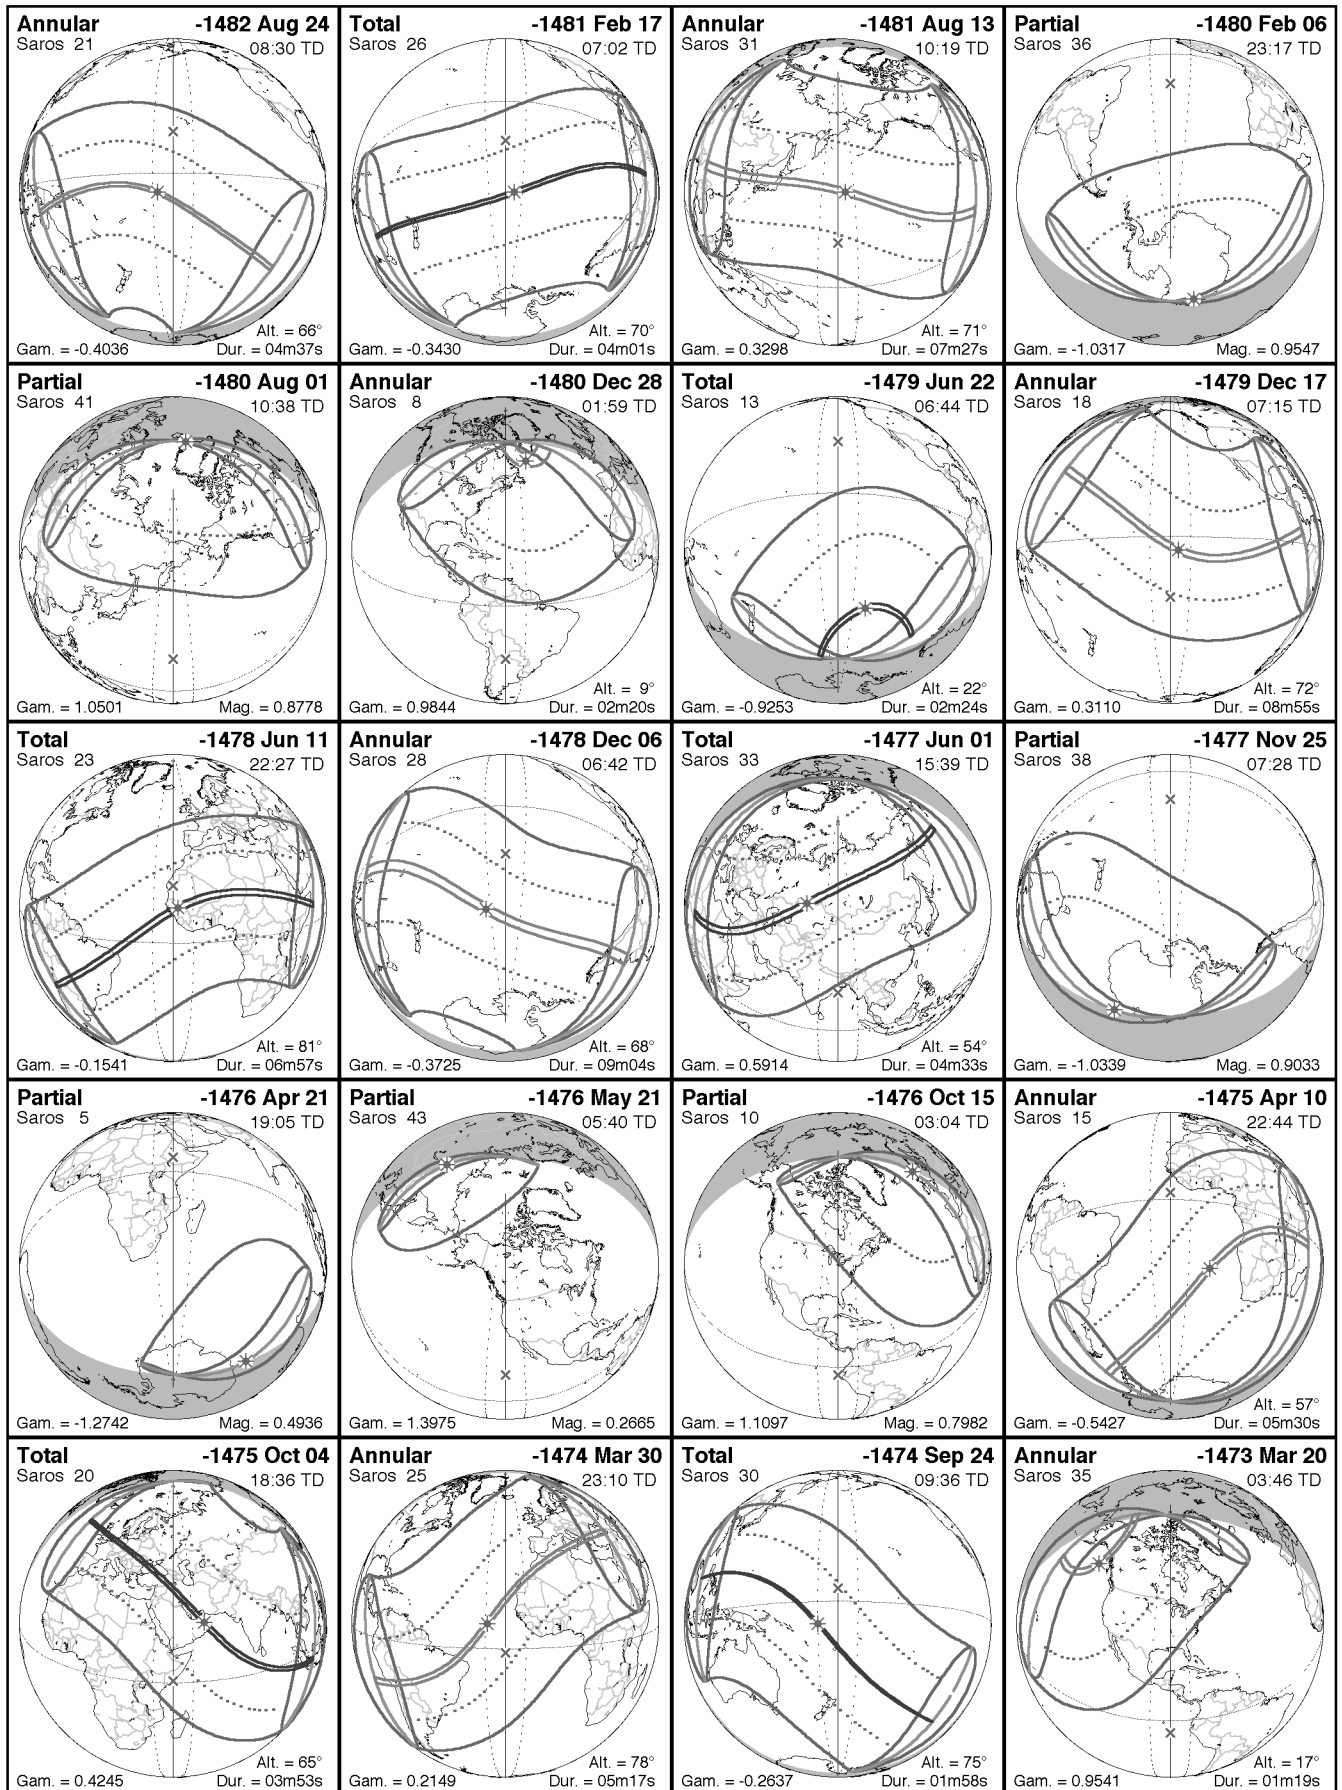 Annular -1482 Aug 24
Saros 21 08:30 TD
Alt. = 66°
Gam. = -0.4036 Dur. = 04m37s
Total -1481 Feb 17
Saros 26 07:02 TD
Alt. = 70°
Gam. = -0.3430 Dur. = 04m01s
Annular -1481 Aug 13
Saros 31 10:19 TD
Alt. = 71°
Gam. = 0.3298 Dur. = 07m27s
Partial -1480 Feb 06
Saros 36 23:17 TD
Gam. = -1.0317 Mag. = 0.9547
Partial -1480 Aug 01
Saros 41 10:38 TD
Gam. = 1.0501 Mag. = 0.8778
Annular -1480 Dec 28
Saros 8 01:59 TD
Alt. = 9°
Gam. = 0.9844 Dur. = 02m20s
Total -1479 Jun 22
Saros 13 06:44 TD
Alt. = 22°
Gam. = -0.9253 Dur. = 02m24s
Annular -1479 Dec 17
Saros 18 07:15 TD
Alt. = 72°
Gam. = 0.3110 Dur. = 08m55s
Total -1478 Jun 11
Saros 23 22:27 TD
Alt. = 81°
Gam. = -0.1541 Dur. = 06m57s
Annular -1478 Dec 06
Saros 28 06:42 TD
Alt. = 68°
Gam. = -0.3725 Dur. = 09m04s
Total -1477 Jun 01
Saros 33 15:39 TD
Alt. = 54°
Gam. = 0.5914 Dur. = 04m33s
Partial -1477 Nov 25
Saros 38 07:28 TD
Gam. = -1.0339 Mag. = 0.9033
Partial -1476 Apr 21
Saros 5 19:05 TD
Gam. = -1.2742 Mag. = 0.4936
Partial -1476 May 21
Saros 43 05:40 TD
Gam. = 1.3975 Mag. = 0.2665
Partial -1476 Oct 15
Saros 10 03:04 TD
Gam. = 1.1097 Mag. = 0.7982
Annular -1475 Apr 10
Saros 15 22:44 TD
Alt. = 57°
Gam. = -0.5427 Dur. = 05m30s
Total -1475 Oct 04
Saros 20 18:36 TD
Alt. = 65°
Gam. = 0.4245 Dur. = 03m53s
Annular -1474 Mar 30
Saros 25 23:10 TD
Alt. = 78°
Gam. = 0.2149 Dur. = 05m17s
Total -1474 Sep 24
Saros 30 09:36 TD
Alt. = 75°
Gam. = -0.2637 Dur. = 01m58s
Annular -1473 Mar 20
Saros 35 03:46 TD
Alt. = 17°
Gam. = 0.9541 Dur. = 01m19s